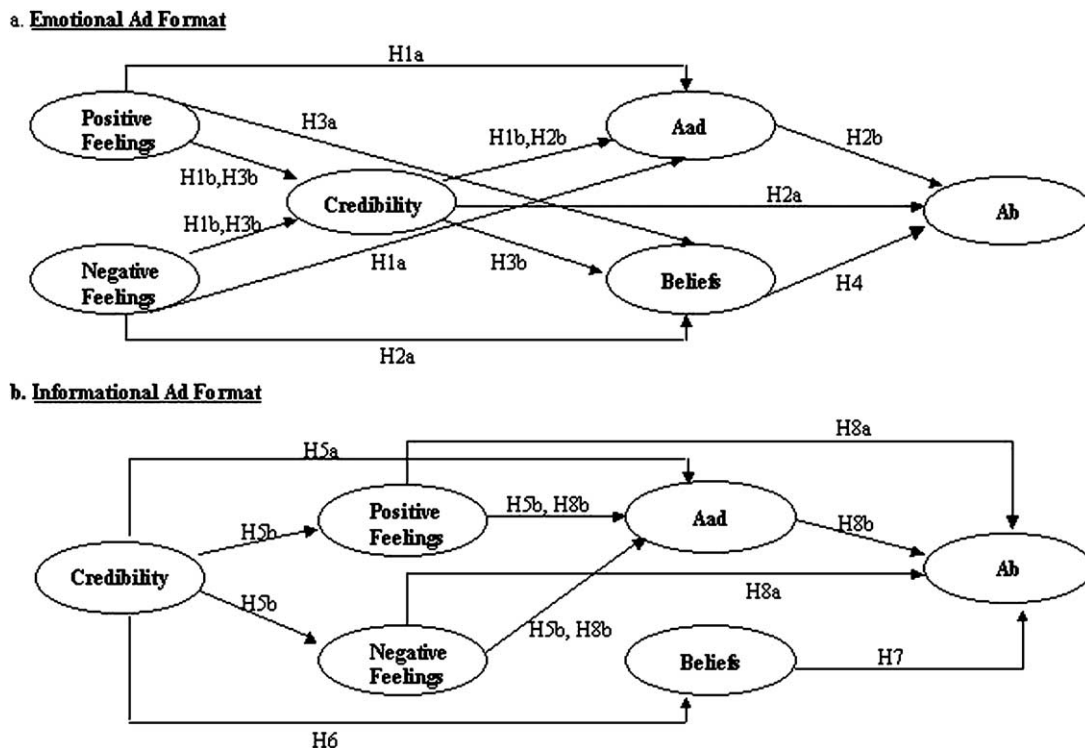 a. Emotional Ad Format
H1a
Positive
Feelings
H3a
H1b,H2b
Aad
H2b
H1b,H3b
Credibility
H2a
Ab
H1b,H3b
Negative
Feelings
H1a
H3b
Beliefs
H4
H2a
b. Informational Ad Format
H8a
H5a
Positive
Feelings
H5b, H8b
Aad
H8b
H5b
Credibility
Ab
H5b
H8a
H5b, H8b
Negative
Feelings
Beliefs
H7
H6